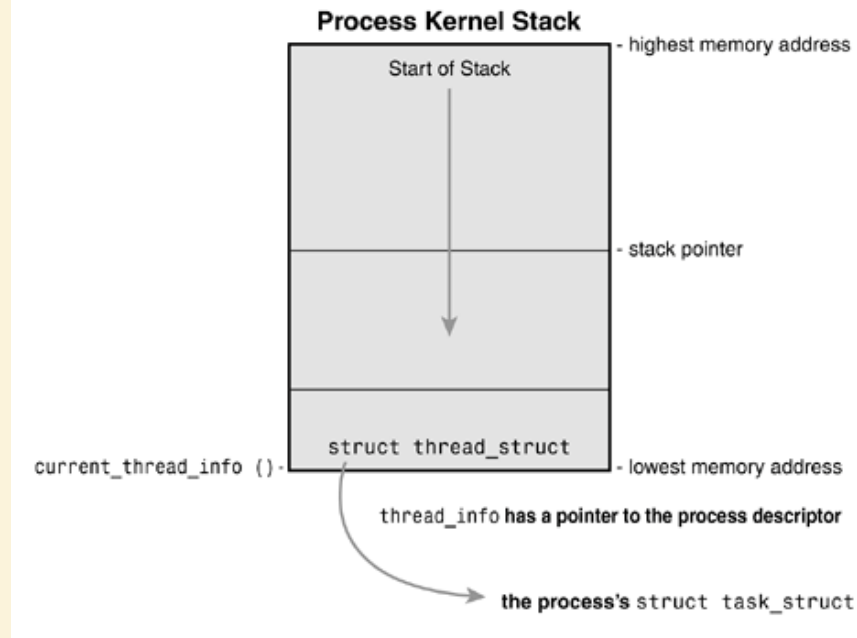 Process Kernel Stack
- highest memory address
Start of Stack
- stack pointer
struct thread_struct
current_thread_info () -
- lowest memory address
thread_info has a pointer to the process descriptor
the process's struct task_struct